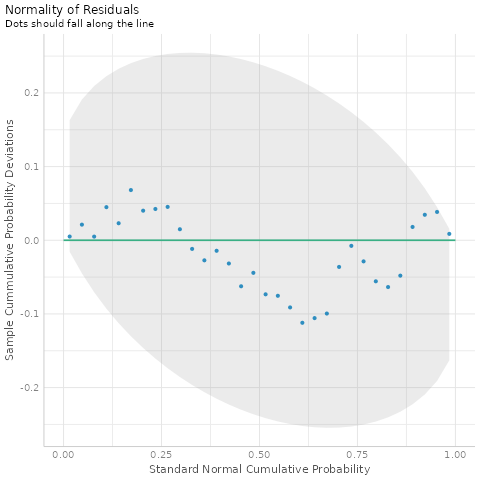 Normality of Residuals
Dots should fall along the line
Sample Cummulative Probability Deviations
0.2
0.1
0.0
-0.1
-0.2
0.00
0.25
0.50
0.75
1.00
Standard Normal Cumulative Probability